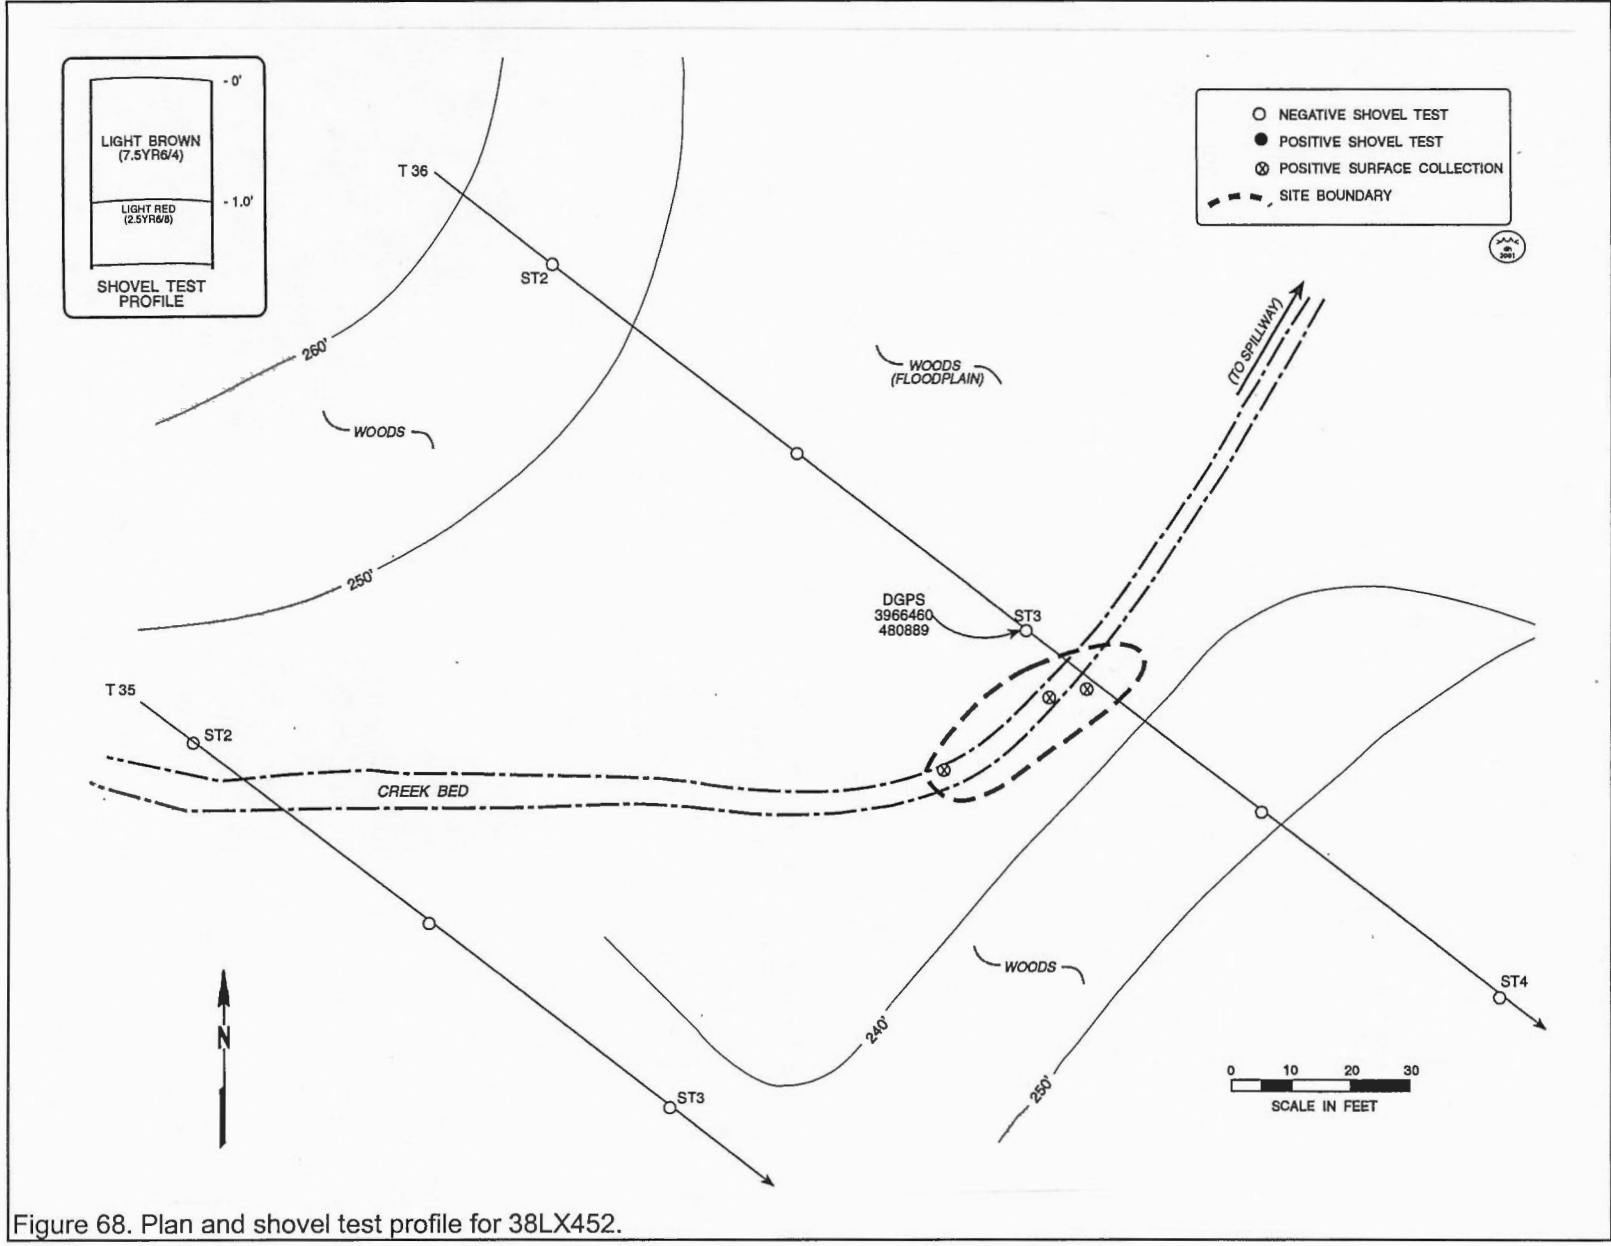 - 0'
LIGHT BROWN
(7.5YR6/4)
- 1.0'
LIGHT RED
(2.5YR6/8)
SHOVEL TEST
PROFILE
NEGATIVE SHOVEL TEST
POSITIVE SHOVEL TEST
POSITIVE SURFACE COLLECTION
SITE BOUNDARY
2001
T 36
ST2
260'
WOODS
WOODS
(FLOODPLAIN)
(TO SPILLWAY)
250'
DGPS
3966460
480889
ST3
T 35
ST2
CREEK BED
WOODS
ST4
240'
250'
N
ST3
0 10 20 30
SCALE IN FEET
Figure 68. Plan and shovel test profile for 38LX452.